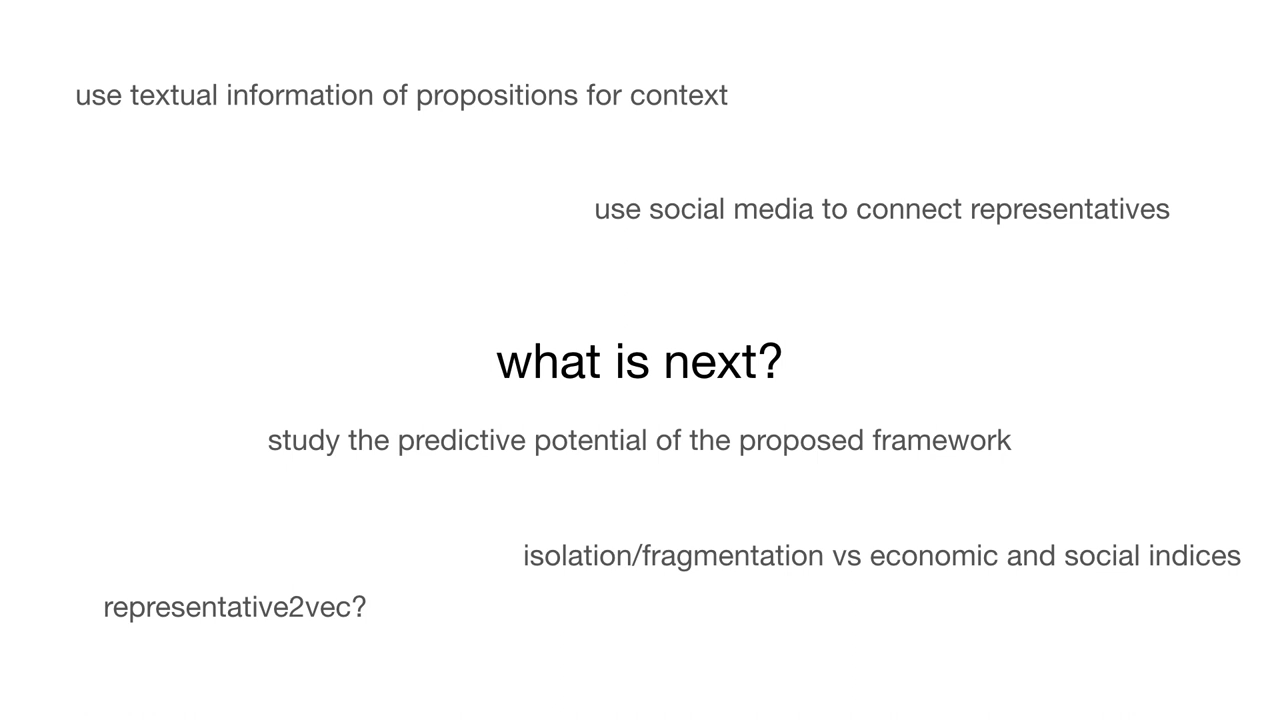 use textual information of propositions for context
use social media to connect representatives
what is next?
study the predictive potential of the proposed framework
isolation/fragmentation vs economic and social indices
representative2vec?